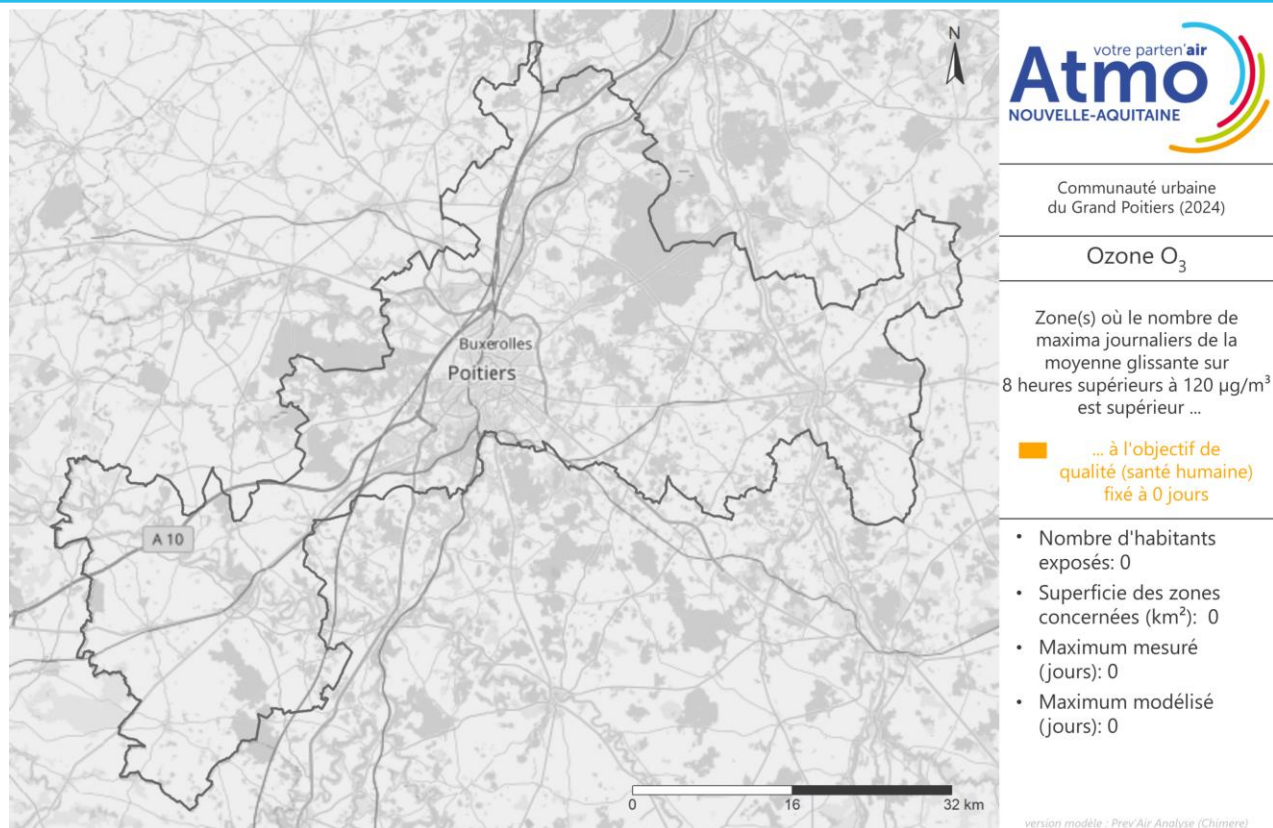 N
Buxerolles
Poitiers
A 10
0 16 32 km
votre parten'air
Atmo
NOUVELLE-AQUITAINE
Communauté urbaine
du Grand Poitiers (2024)
Ozone O₃
Zone(s) où le nombre de
maxima journaliers de la
moyenne glissante sur
8 heures supérieurs à 120 µg/m³
est supérieur ...
... à l'objectif de
qualité (santé humaine)
fixé à 0 jours
• Nombre d'habitants
exposés: 0
• Superficie des zones
concernées (km²): 0
• Maximum mesuré
(jours): 0
• Maximum modélisé
(jours): 0
version modèle : Prev'Air Analyse (Chimere)